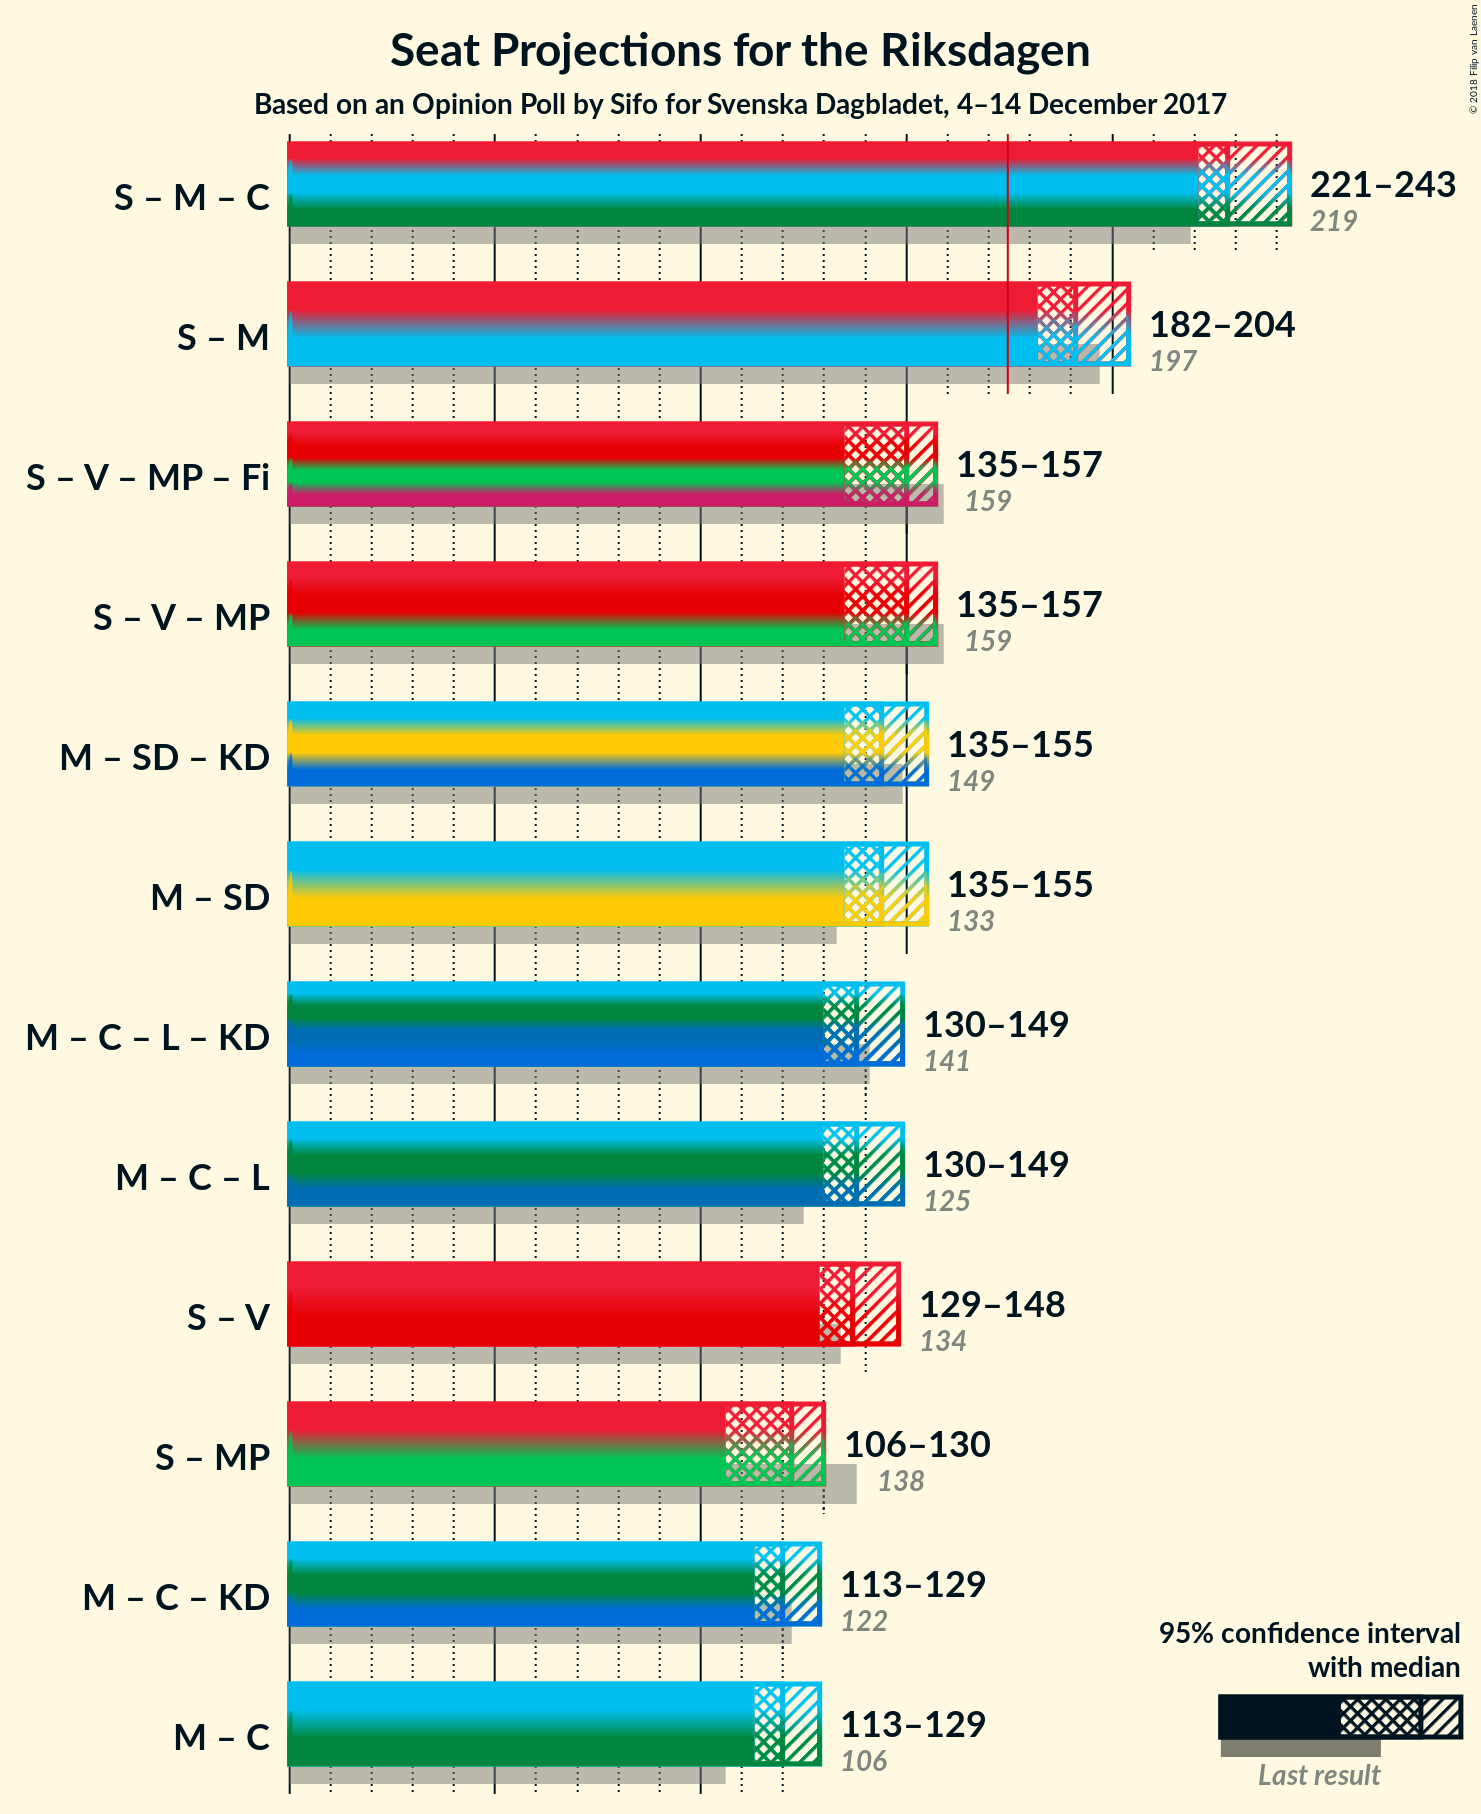 Seat Projections for the Riksdagen
Based on an Opinion Poll by Sifo for Svenska Dagbladet, 4–14 December 2017
© 2018 Filip van Laenen
S – M – C
221–243
219
S – M
182–204
197
S – V – MP – Fi
135–157
159
S – V – MP
135–157
159
M – SD – KD
135–155
149
M – SD
135–155
133
M – C – L – KD
130–149
141
M – C – L
130–149
125
S – V
129–148
134
S – MP
106–130
138
M – C – KD
113–129
122
M – C
113–129
106
95% confidence interval
with median
Last result